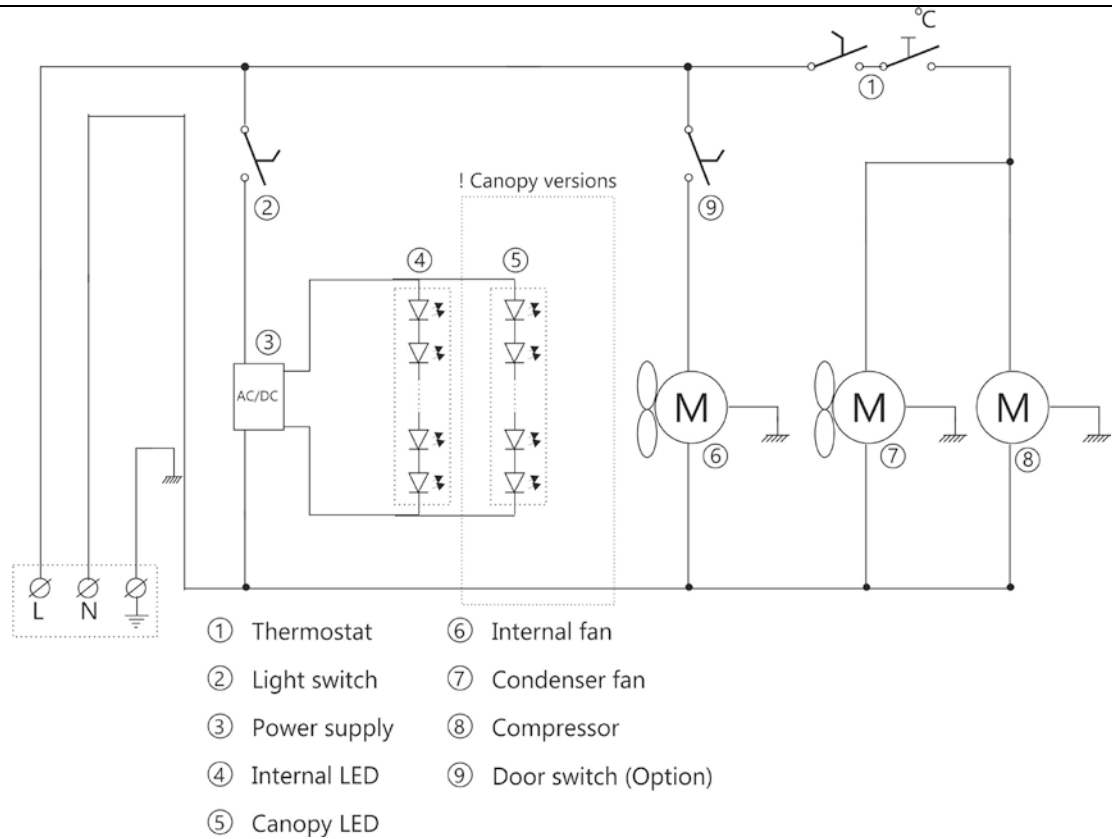 °C
①
②
⑨
! Canopy versions
④
⑤
③
AC/DC
M
M
M
⑥
⑦
⑧
L N
① Thermostat
② Light switch
③ Power supply
④ Internal LED
⑤ Canopy LED
⑥ Internal fan
⑦ Condenser fan
⑧ Compressor
⑨ Door switch (Option)